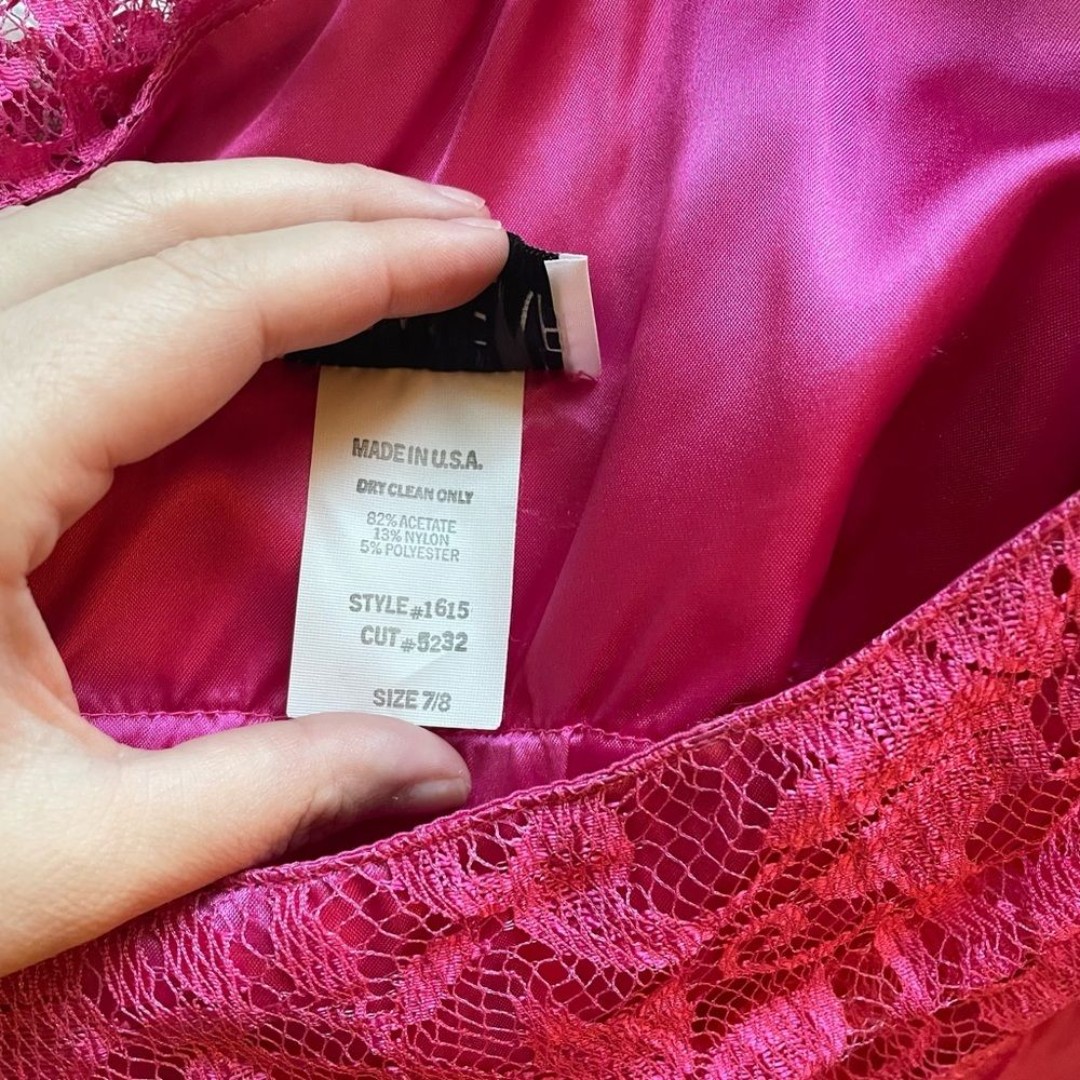 MADE IN U.S.A.
DRY CLEAN ONLY
82% ACETATE
13% NYLON
5% POLYESTER
STYLE #1615
CUT #5232
SIZE 7/8